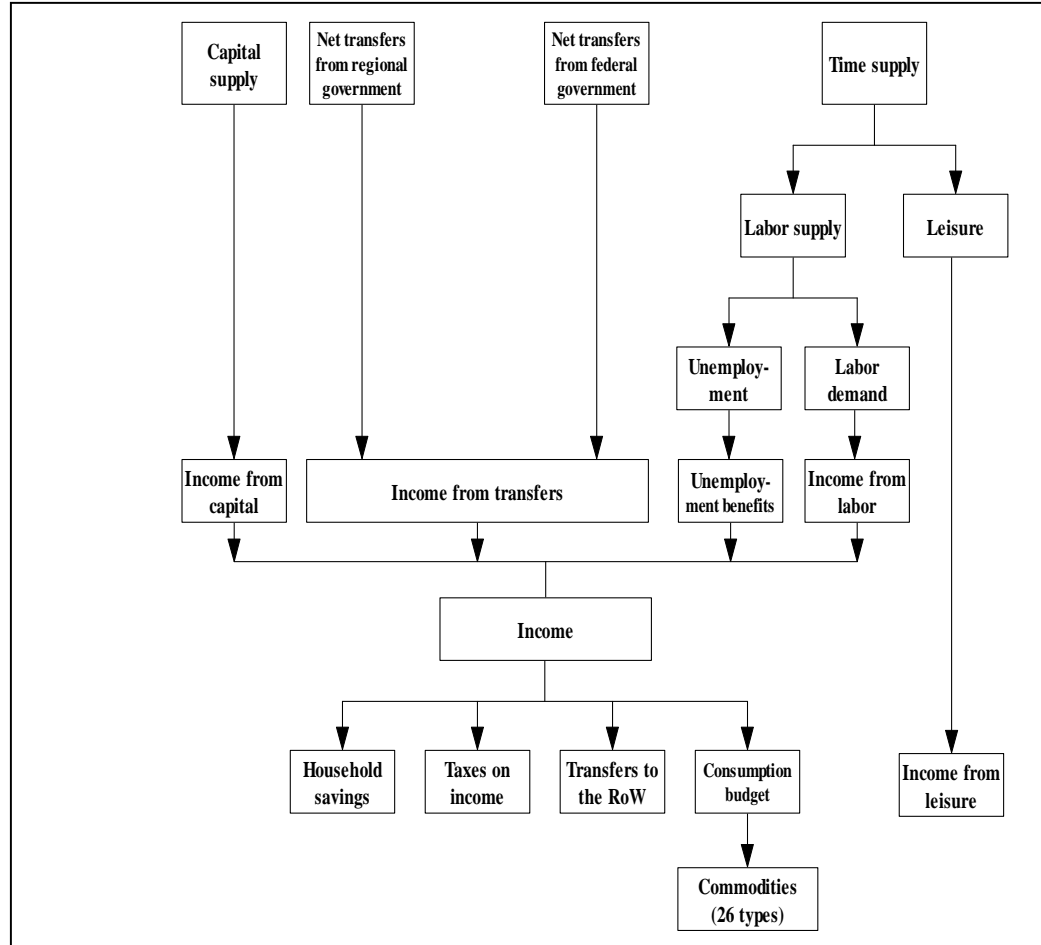 Capital
supply
Net transfers
from regional
government
Net transfers
from federal
government
Time supply
Labor supply
Leisure
Unemploy-
ment
Labor
demand
Income from
capital
Income from transfers
Unemploy-
ment benefits
Income from
labor
Income
Household
savings
Taxes on
income
Transfers to
the RoW
Consumption
budget
Income from
leisure
Commodities
(26 types)